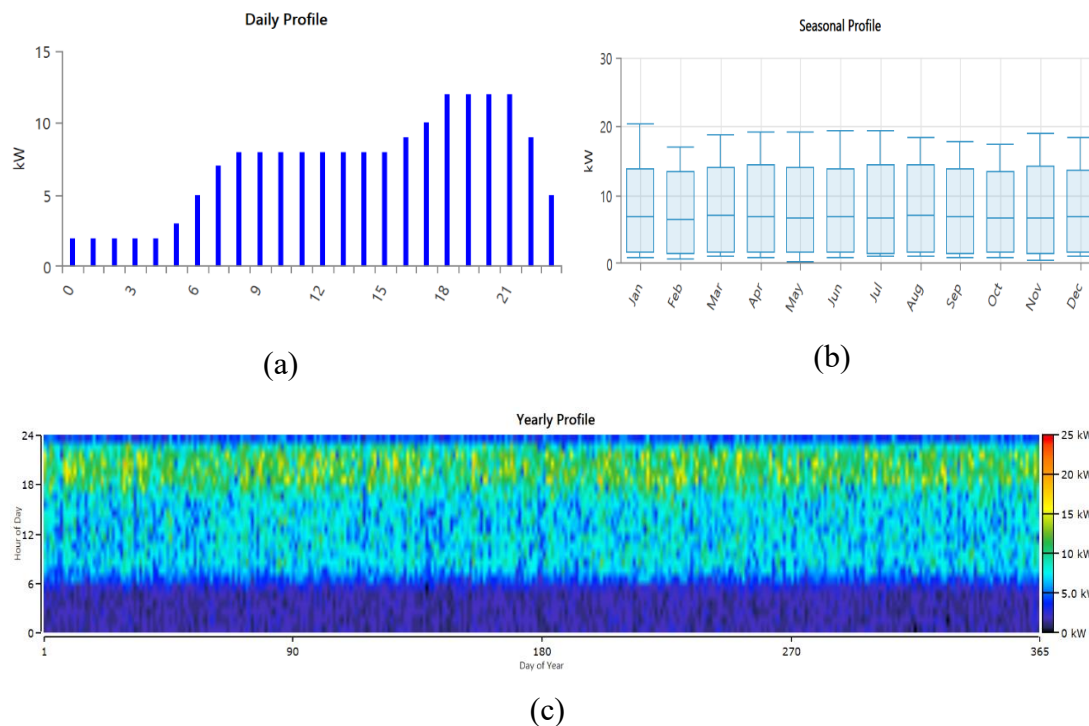 Daily Profile
kW
15
10
5
0
0
3
6
9
12
15
18
21
(a)
Seasonal Profile
kW
30
20
10
0
Jan
Feb
Mar
Apr
May
Jun
Jul
Aug
Sep
Oct
Nov
Dec
(b)
Yearly Profile
Hour of Day
24
18
12
6
0
1
90
180
270
365
Day of Year
25 kW
20 kW
15 kW
10 kW
5.0 kW
0 kW
(c)